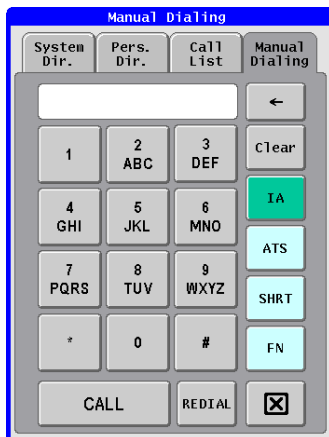 Manual Dialing
System Dir.
Pers. Dir.
Call List
Manual Dialing
←
1
2 ABC
3 DEF
Clear
4 GHI
5 JKL
6 MNO
IA
ATS
7 PQRS
8 TUV
9 WXYZ
SHRT
*
0
#
FN
CALL
REDIAL